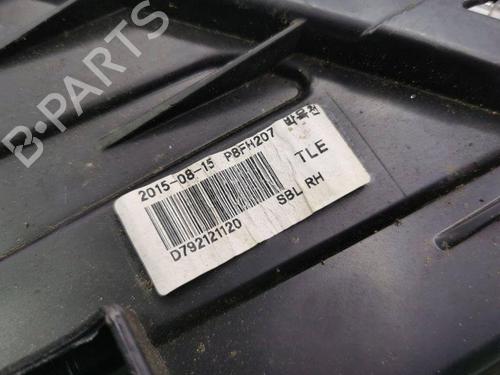 B-PARTS
2015-08-15 PBFH207 박옥천
TLE
D792121120 SBL RH